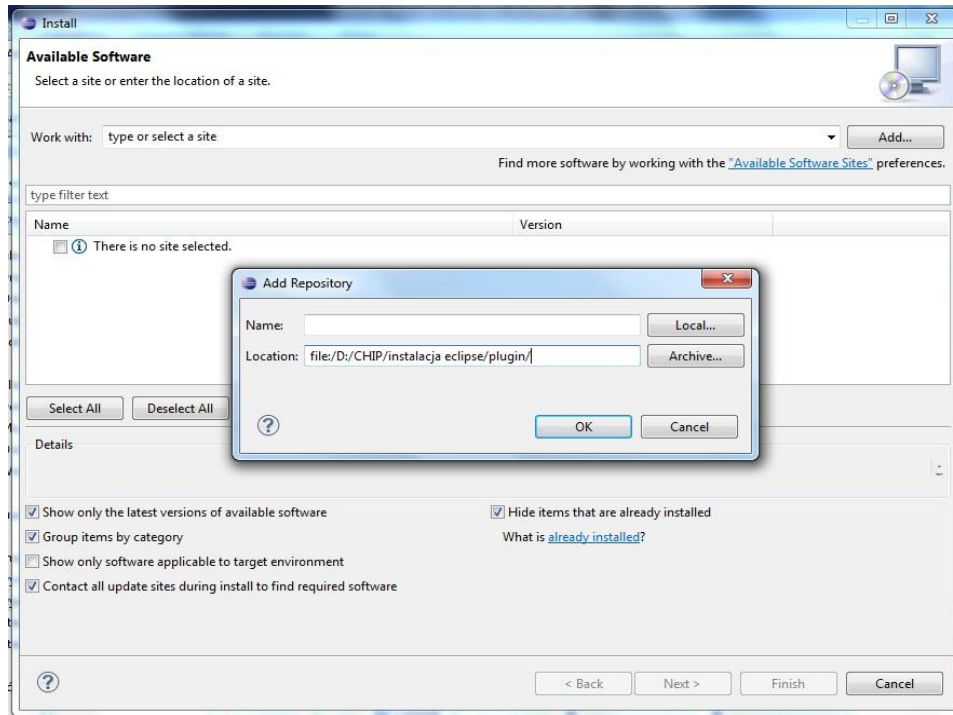 Install
Available Software
Select a site or enter the location of a site.
Work with: type or select a site Add...
Find more software by working with the "Available Software Sites" preferences.
type filter text
Name Version
There is no site selected.
Add Repository
Name: Local...
Location: file:/D:/CHIP/instalacja eclipse/plugin/ Archive...
Select All Deselect All
? OK Cancel
Details
Show only the latest versions of available software Hide items that are already installed
Group items by category What is already installed?
Show only software applicable to target environment
Contact all update sites during install to find required software
? < Back Next > Finish Cancel